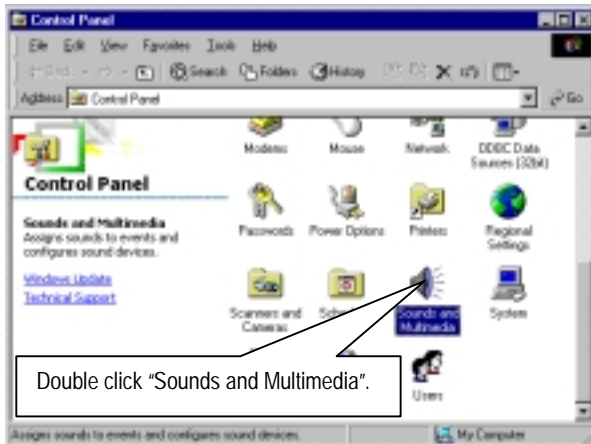 Control Panel
File Edit View Favorites Tools Help
Back Search Folders History
Address Control Panel Go
Modems Mouse Network ODBC Data
Sources (32bit)
Control Panel
Sounds and Multimedia
Assigns sounds to events and
configures sound devices.
Windows Update
Technical Support
Passwords Power Options Printers Regional
Settings
Scanners and
Cameras
Sounds and
Multimedia
System
Users
Double click “Sounds and Multimedia”.
Assigns sounds to events and configures sound devices. My Computer